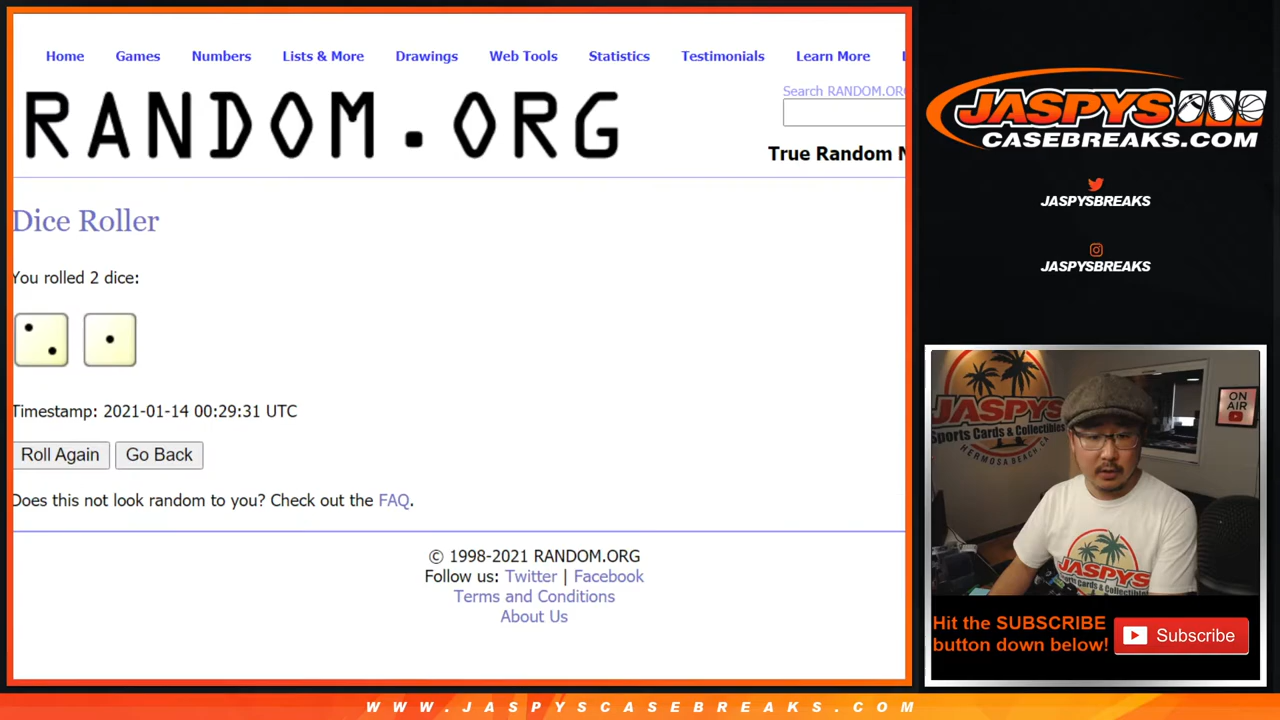 Home Games Numbers Lists & More Drawings Web Tools Statistics Testimonials Learn More
Search RANDOM.ORG
RANDOM.ORG
True Random N
Dice Roller
You rolled 2 dice:
Timestamp: 2021-01-14 00:29:31 UTC
Roll Again Go Back
Does this not look random to you? Check out the FAQ.
© 1998-2021 RANDOM.ORG
Follow us: Twitter | Facebook
Terms and Conditions
About Us
JASPYS
CASEBREAKS.COM
JASPYSBREAKS
JASPYSBREAKS
JASPYS
Sports Cards & Collectibles
HERMOSA BEACH CA
ON
AIR
JASPYS
Sports Cards & Collectibles
Hit the SUBSCRIBE
button down below!
Subscribe
WWW.JASPYSCASEBREAKS.COM